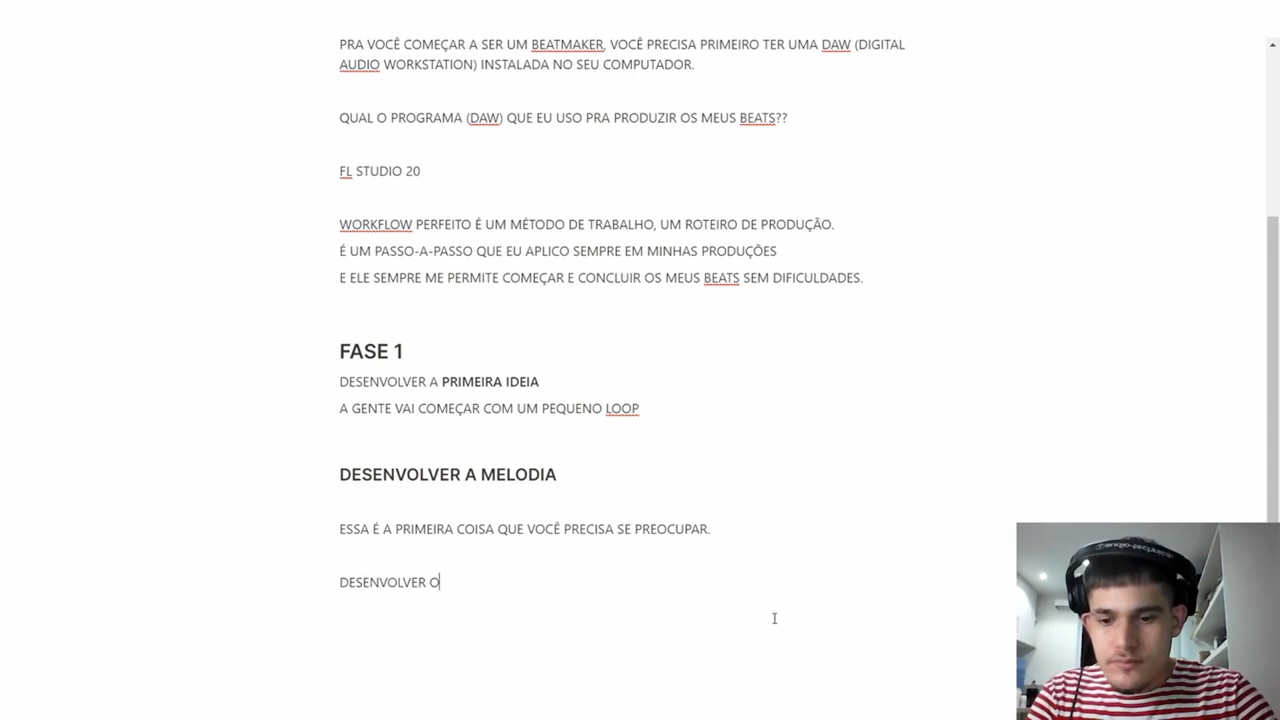 PRA VOCÊ COMEÇAR A SER UM BEATMAKER, VOCÊ PRECISA PRIMEIRO TER UMA DAW (DIGITAL
AUDIO WORKSTATION) INSTALADA NO SEU COMPUTADOR.
QUAL O PROGRAMA (DAW) QUE EU USO PRA PRODUZIR OS MEUS BEATS??
FL STUDIO 20
WORKFLOW PERFEITO É UM MÉTODO DE TRABALHO, UM ROTEIRO DE PRODUÇÃO.
É UM PASSO-A-PASSO QUE EU APLICO SEMPRE EM MINHAS PRODUÇÕES
E ELE SEMPRE ME PERMITE COMEÇAR E CONCLUIR OS MEUS BEATS SEM DIFICULDADES.
FASE 1
DESENVOLVER A PRIMEIRA IDEIA
A GENTE VAI COMEÇAR COM UM PEQUENO LOOP
DESENVOLVER A MELODIA
ESSA É A PRIMEIRA COISA QUE VOCÊ PRECISA SE PREOCUPAR.
DESENVOLVER O
audio-technica